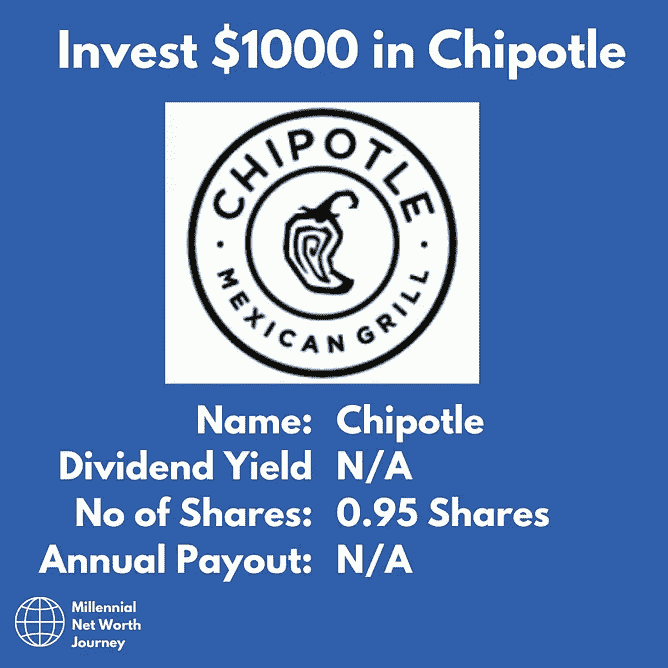 Invest $1000 in Chipotle
CHIPOTLE
MEXICAN GRILL
Name: Chipotle
Dividend Yield N/A
No of Shares: 0.95 Shares
Annual Payout: N/A
Millennial
Net Worth
Journey